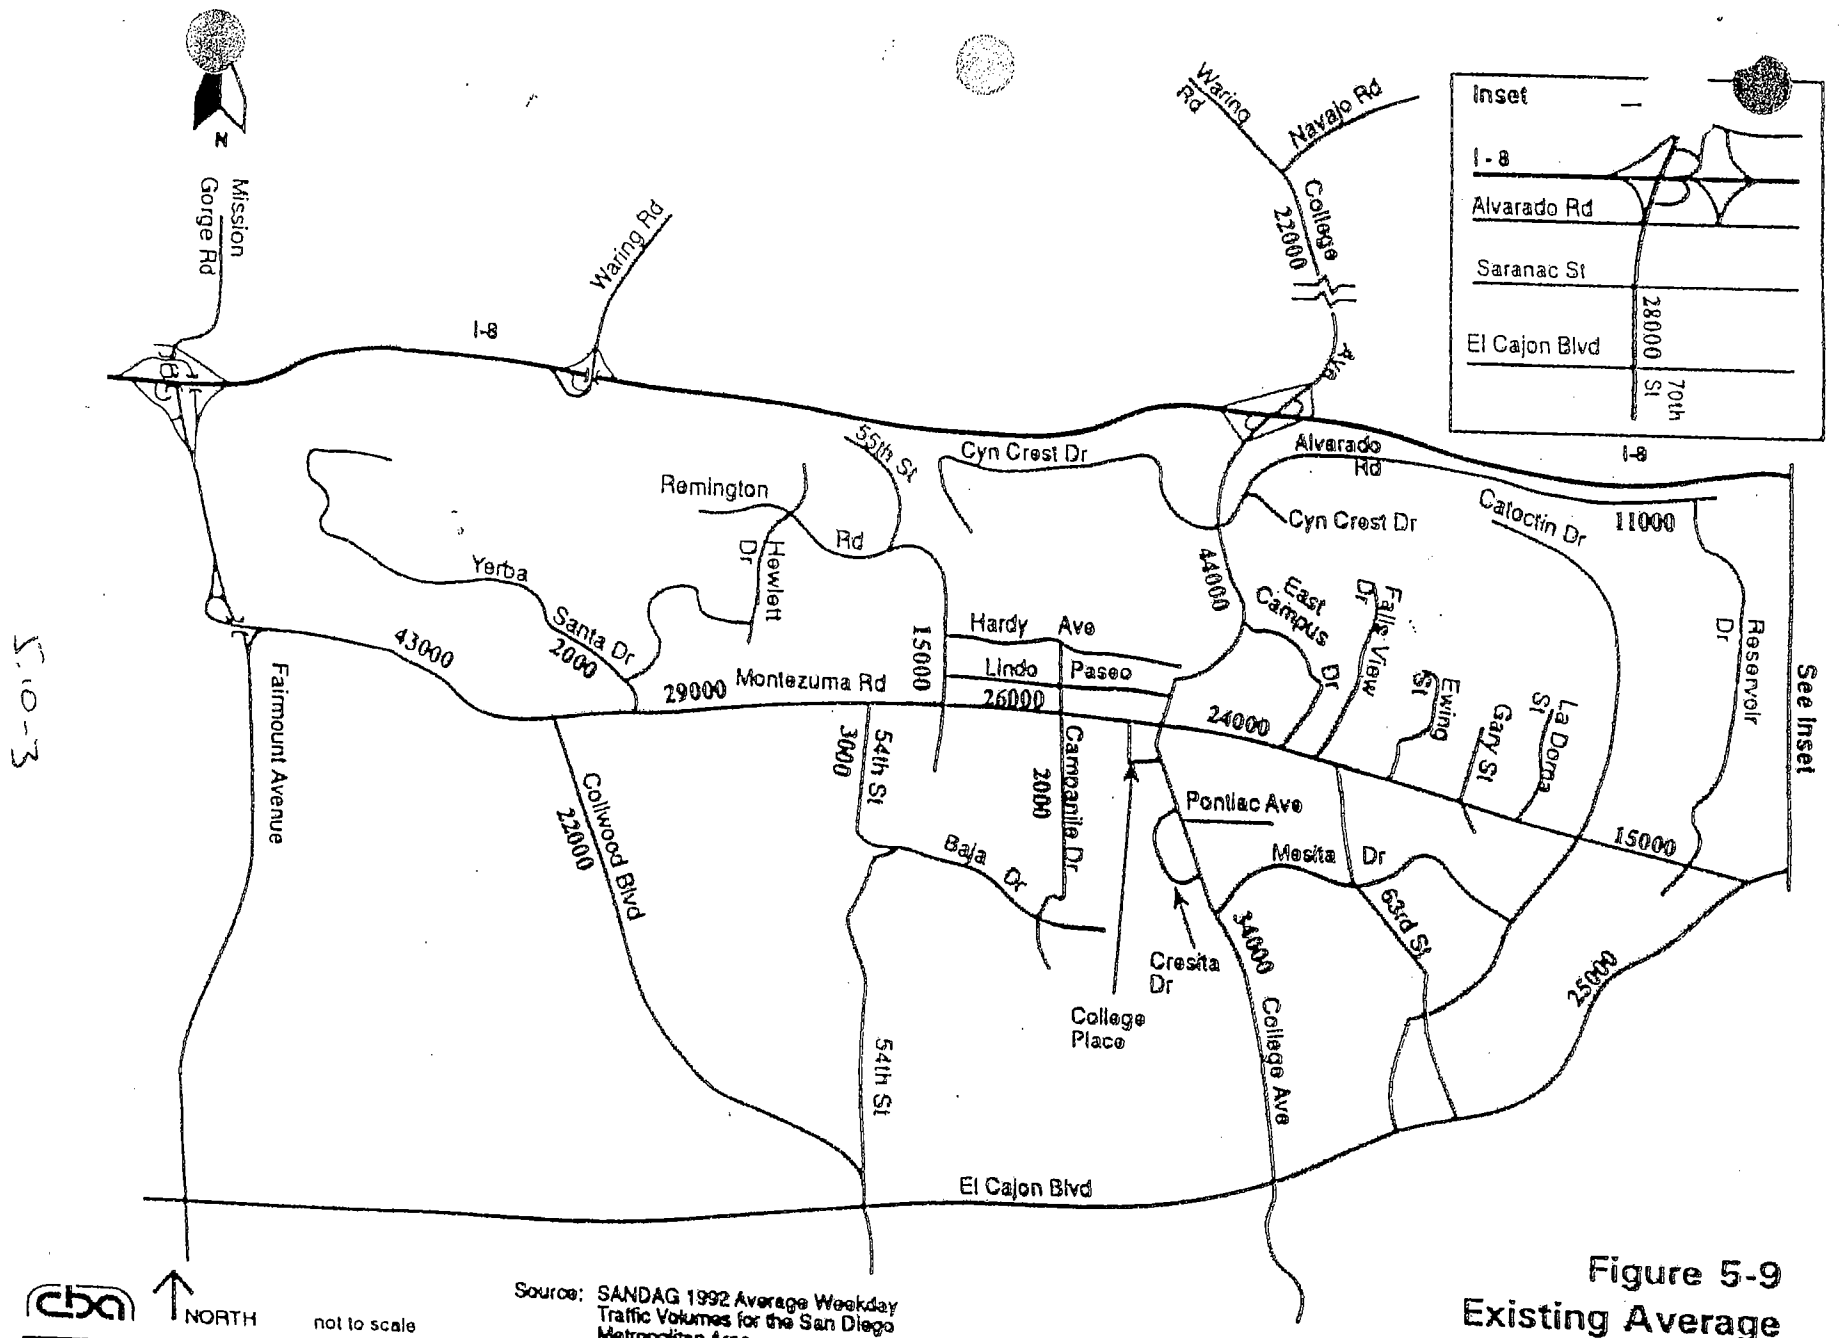 N
Mission
Gorge Rd
Waring Rd
I-8
Waring
Rd
Navajo Rd
College
22000
Ave
Inset
I - 8
Alvarado Rd
Saranac St
El Cajon Blvd
28000
70th
St
55th St
Cyn Crest Dr
Alvarado
Rd
I-8
Remington
Rd
Hewlett
Dr
Cyn Crest Dr
Catoctin Dr
11000
44000
Yerba
Santa Dr
2000
East
Campus
Dr
Falls View
Dr
Ewing
St
Gary St
La Dorna
St
Reservoir
Dr
See Inset
43000
29000
Montezuma Rd
15000
Hardy Ave
Lindo Paseo
26000
24000
5.10-3
Fairmount Avenue
Collwood Blvd
22000
54th St
3000
Campanile Dr
2000
Baja Dr
Pontiac Ave
Mesita Dr
15000
63rd St
34000
Cresita
Dr
College
Place
25000
College Ave
54th St
El Cajon Blvd
cba
NORTH
not to scale
Source: SANDAG 1992 Average Weekday
Traffic Volumes for the San Diego
Metropolitan Area
Figure 5-9
Existing Average